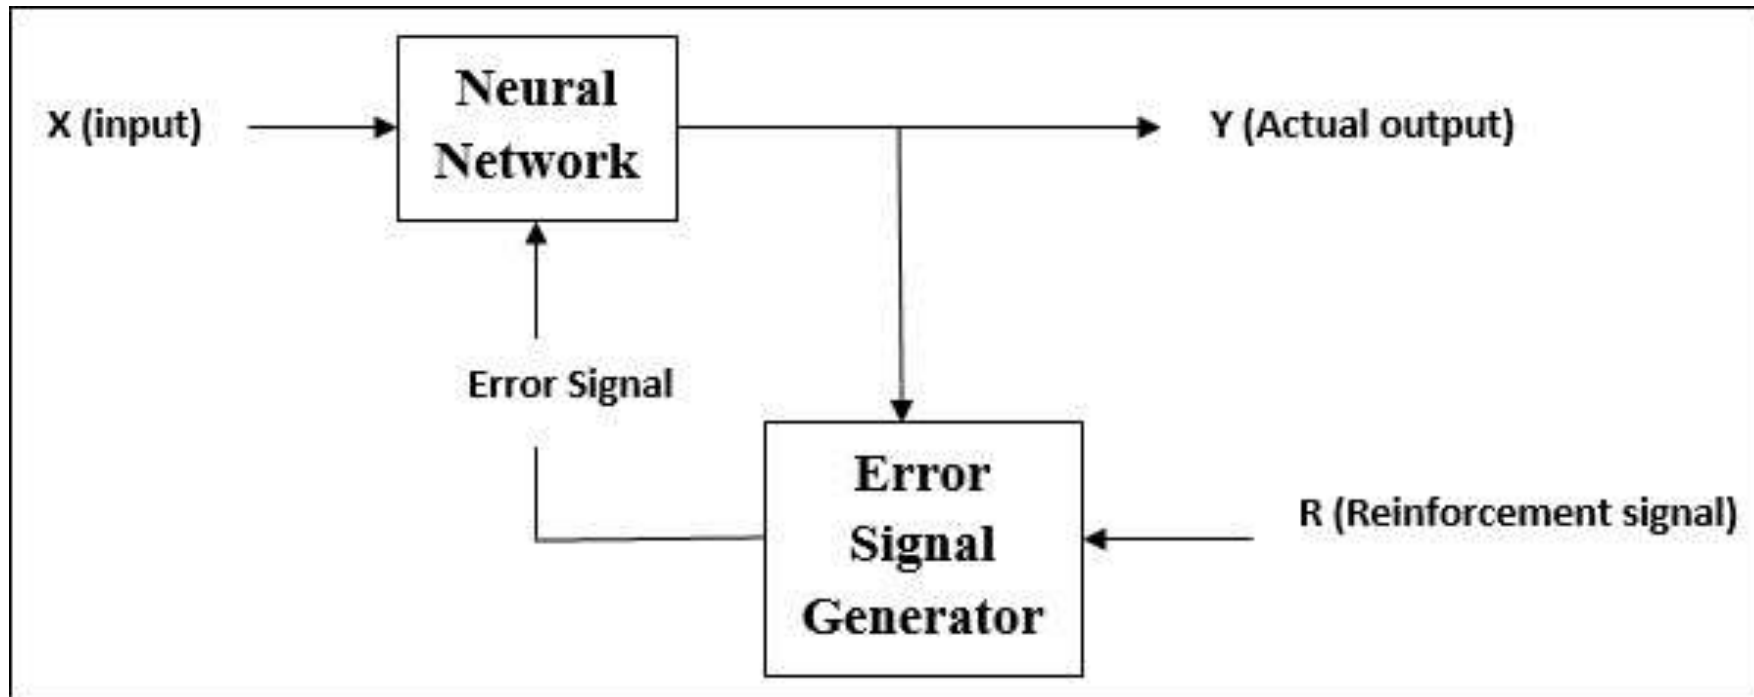 X (input)
Neural
Network
Y (Actual output)
Error Signal
Error
Signal
Generator
R (Reinforcement signal)